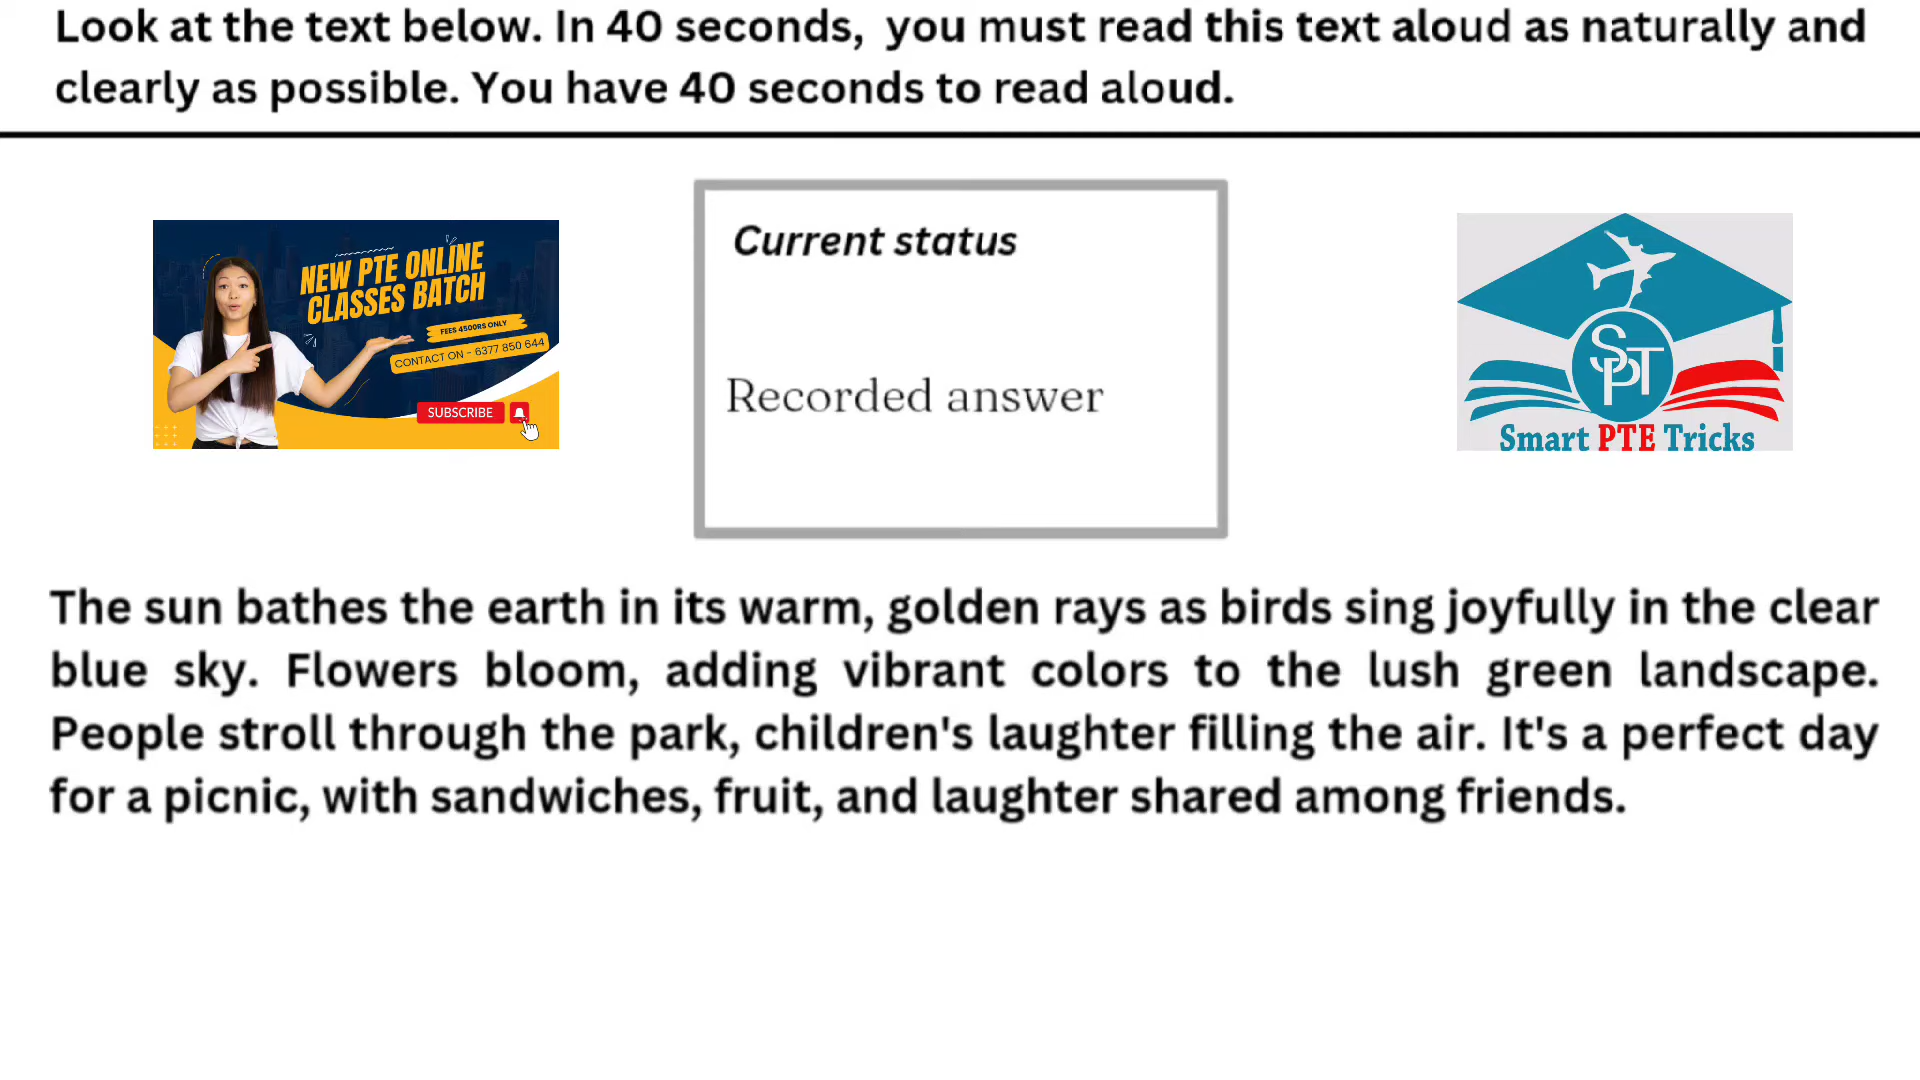 Look at the text below. In 40 seconds, you must read this text aloud as naturally and
clearly as possible. You have 40 seconds to read aloud.
NEW PTE ONLINE
CLASSES BATCH
FEES 4500RS ONLY
CONTACT ON - 6377 850 644
SUBSCRIBE
Current status
Recorded answer
SPT
Smart PTE Tricks
The sun bathes the earth in its warm, golden rays as birds sing joyfully in the clear
blue sky. Flowers bloom, adding vibrant colors to the lush green landscape.
People stroll through the park, children's laughter filling the air. It's a perfect day
for a picnic, with sandwiches, fruit, and laughter shared among friends.